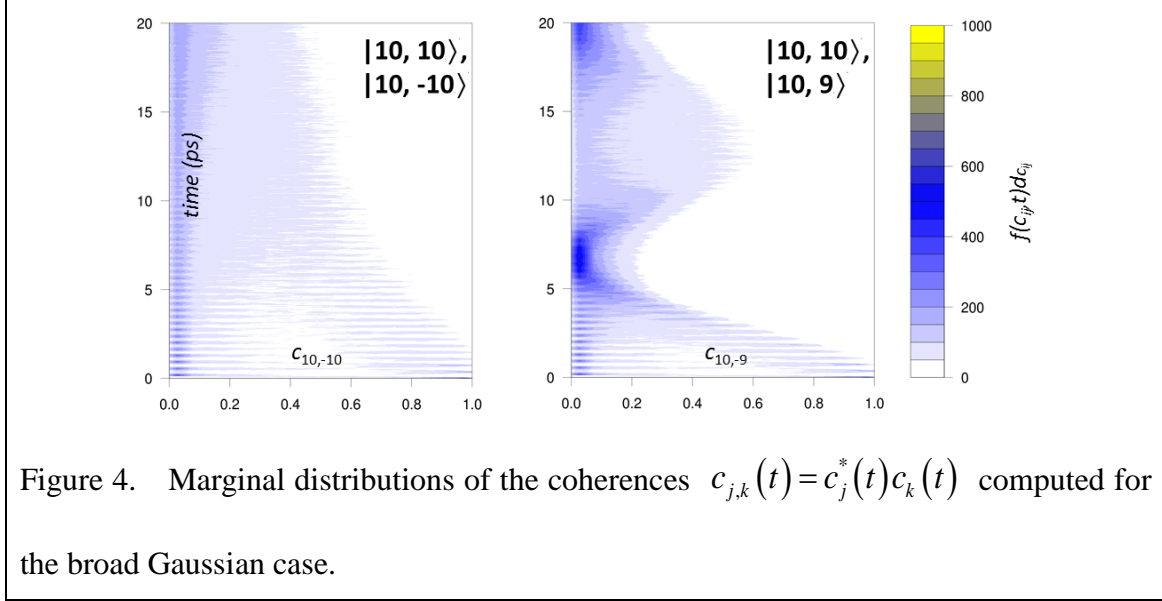 20
15
10
5
0
time (ps)
|10, 10⟩,
|10, -10⟩
c10,-10
0.0 0.2 0.4 0.6 0.8 1.0
20
15
10
5
0
|10, 10⟩,
|10, 9⟩
c10,-9
0.0 0.2 0.4 0.6 0.8 1.0
1000
800
600
400
200
0
f(cij,t)dcij
Figure 4. Marginal distributions of the coherences c_{j,k}(t) = c_j^*(t)c_k(t) computed for
the broad Gaussian case.